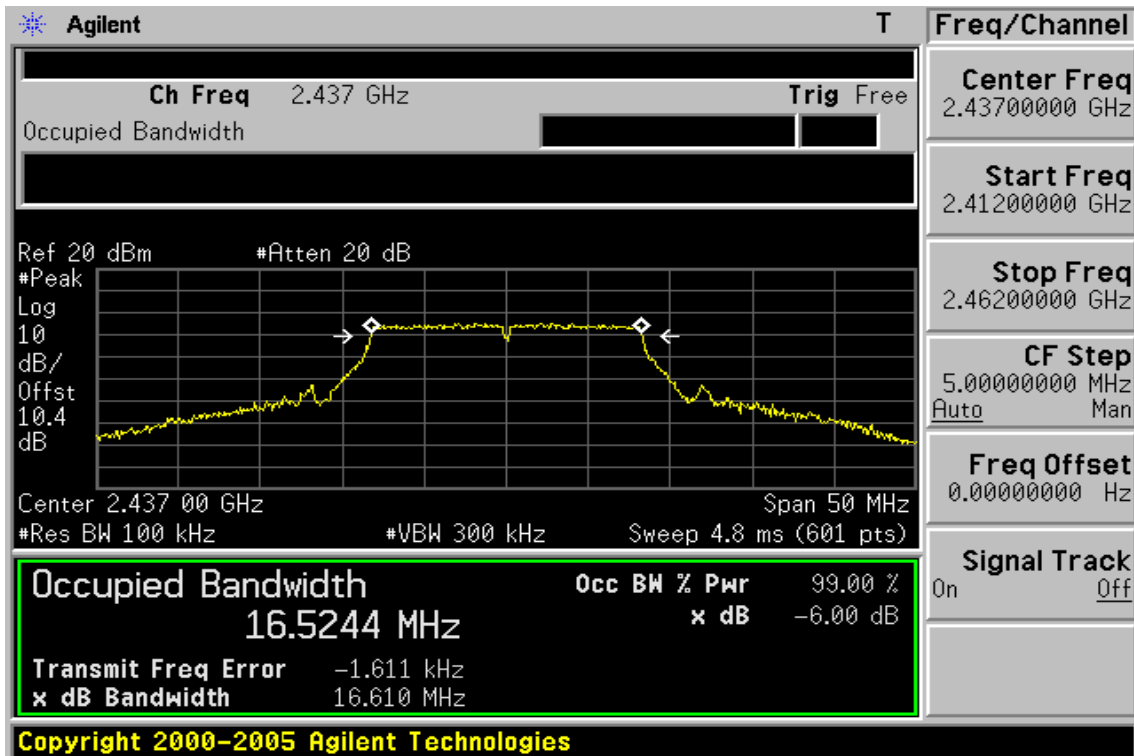 Agilent T
Ch Freq 2.437 GHz Trig Free
Occupied Bandwidth
Ref 20 dBm #Atten 20 dB
#Peak
Log
10
dB/
Offst
10.4
dB
Center 2.437 00 GHz Span 50 MHz
#Res BW 100 kHz #VBW 300 kHz Sweep 4.8 ms (601 pts)
Occupied Bandwidth
16.5244 MHz
Occ BW % Pwr 99.00 %
x dB -6.00 dB
Transmit Freq Error -1.611 kHz
x dB Bandwidth 16.610 MHz
Copyright 2000-2005 Agilent Technologies
Freq/Channel
Center Freq
2.43700000 GHz
Start Freq
2.41200000 GHz
Stop Freq
2.46200000 GHz
CF Step
5.00000000 MHz
Auto Man
Freq Offset
0.00000000 Hz
Signal Track
On Off